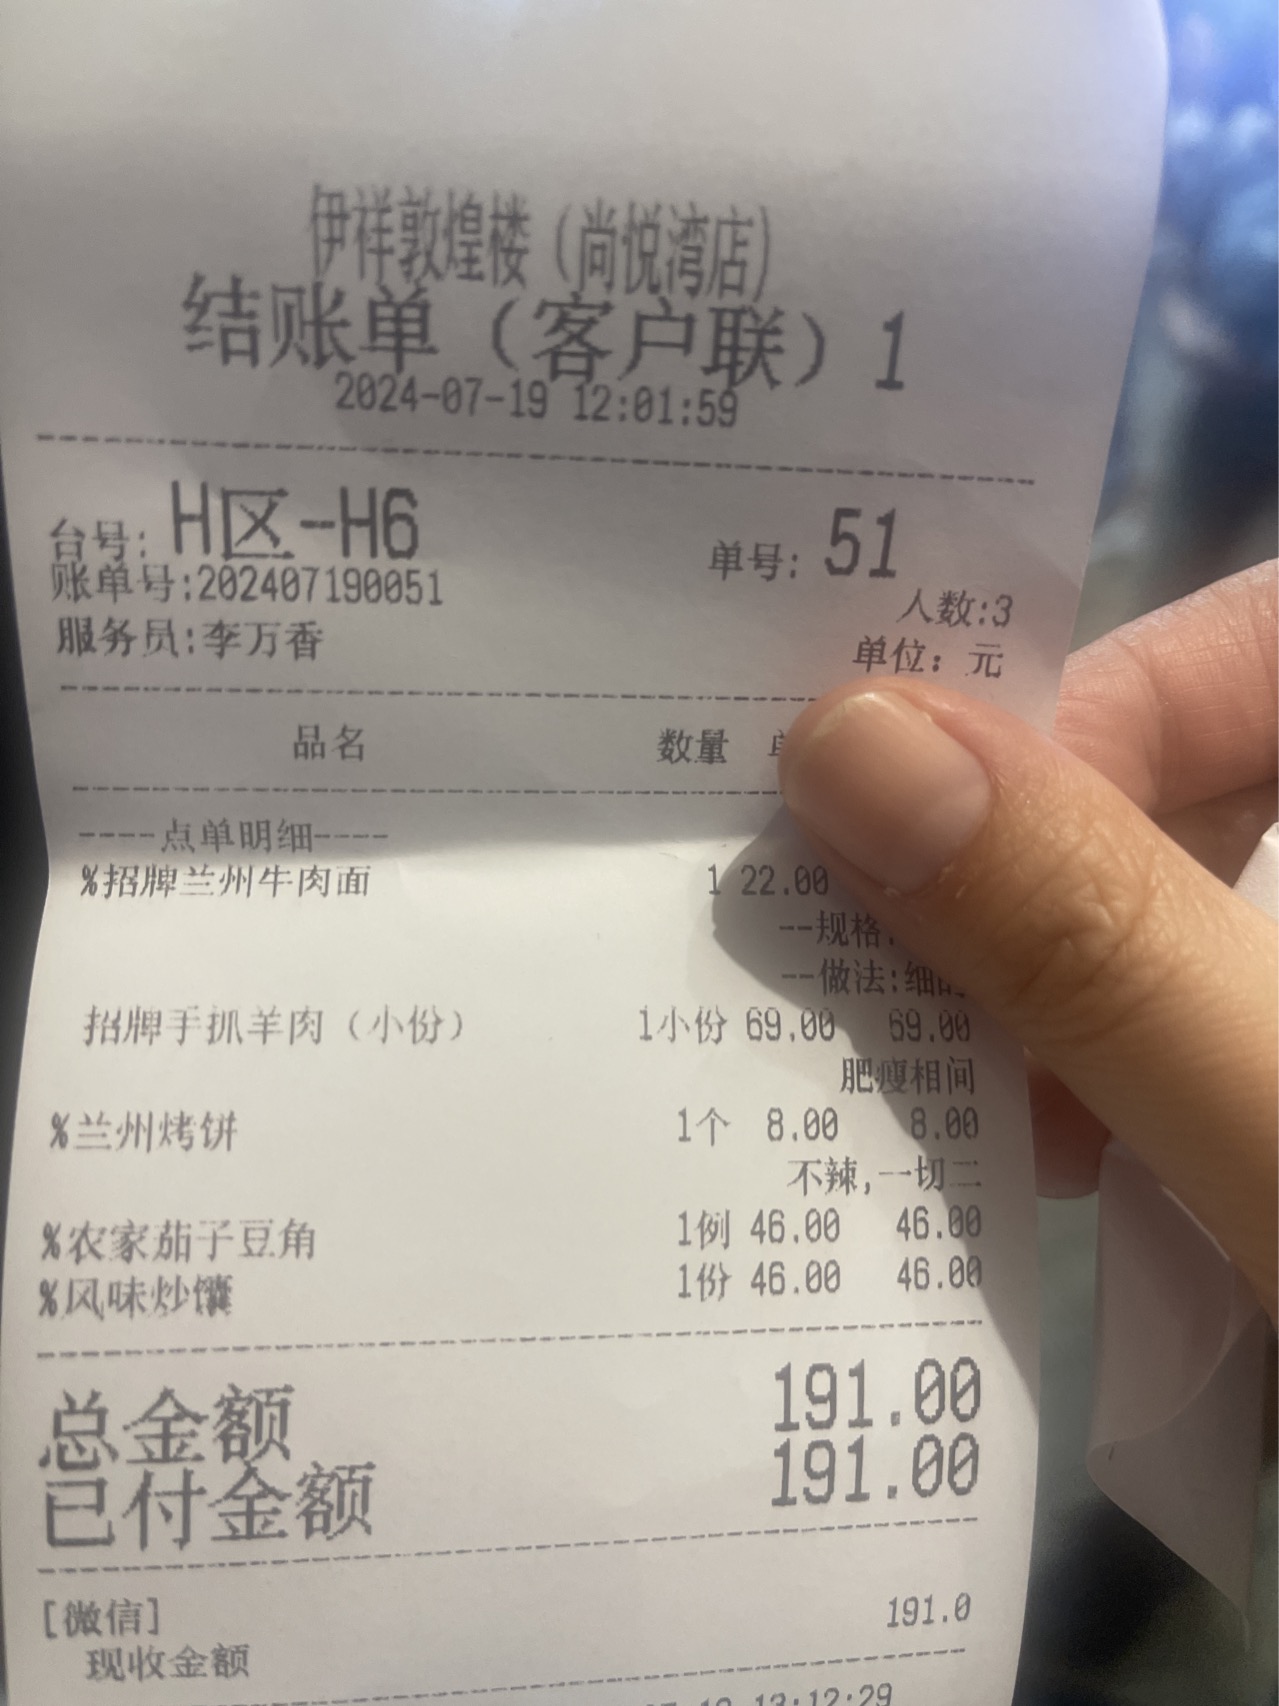 伊祥敦煌楼（尚悦湾店）
结账单（客户联）1
2024-07-19 12:01:59
台号: H区-H6 单号: 51
账单号:202407190051
人数:3
服务员:李万香
单位：元
品名 数量
----点单明细----
%招牌兰州牛肉面 1 22.00
--规格
--做法:细
招牌手抓羊肉（小份） 1小份 69.00 69.00
肥瘦相间
%兰州烤饼 1个 8.00 8.00
不辣,一切二
%农家茄子豆角 1例 46.00 46.00
%风味炒馕 1份 46.00 46.00
总金额 191.00
已付金额 191.00
[微信] 191.0
现收金额
13:12:29